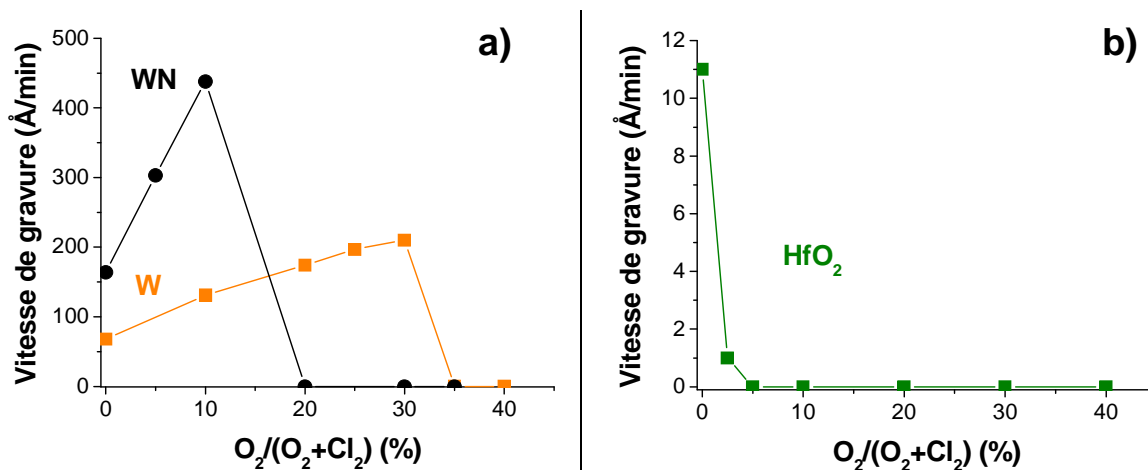 a)
500
400
300
200
100
0
Vitesse de gravure (Å/min)
WN
W
0 10 20 30 40
O2/(O2+Cl2) (%)
b)
12
10
8
6
4
2
0
Vitesse de gravure (Å/min)
HfO2
0 10 20 30 40
O2/(O2+Cl2) (%)